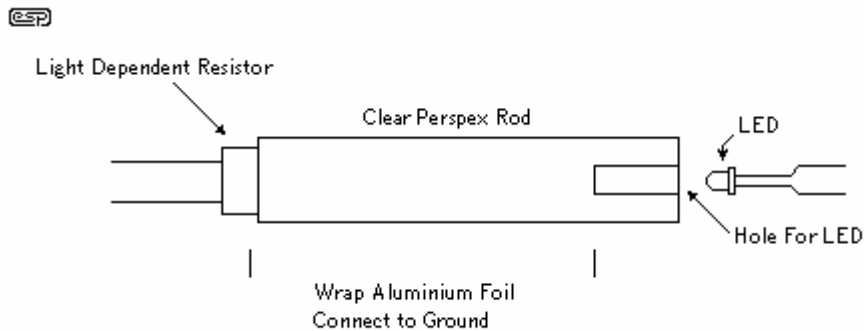 esp
Light Dependent Resistor
Clear Perspex Rod
LED
Hole For LED
Wrap Aluminium Foil
Connect to Ground